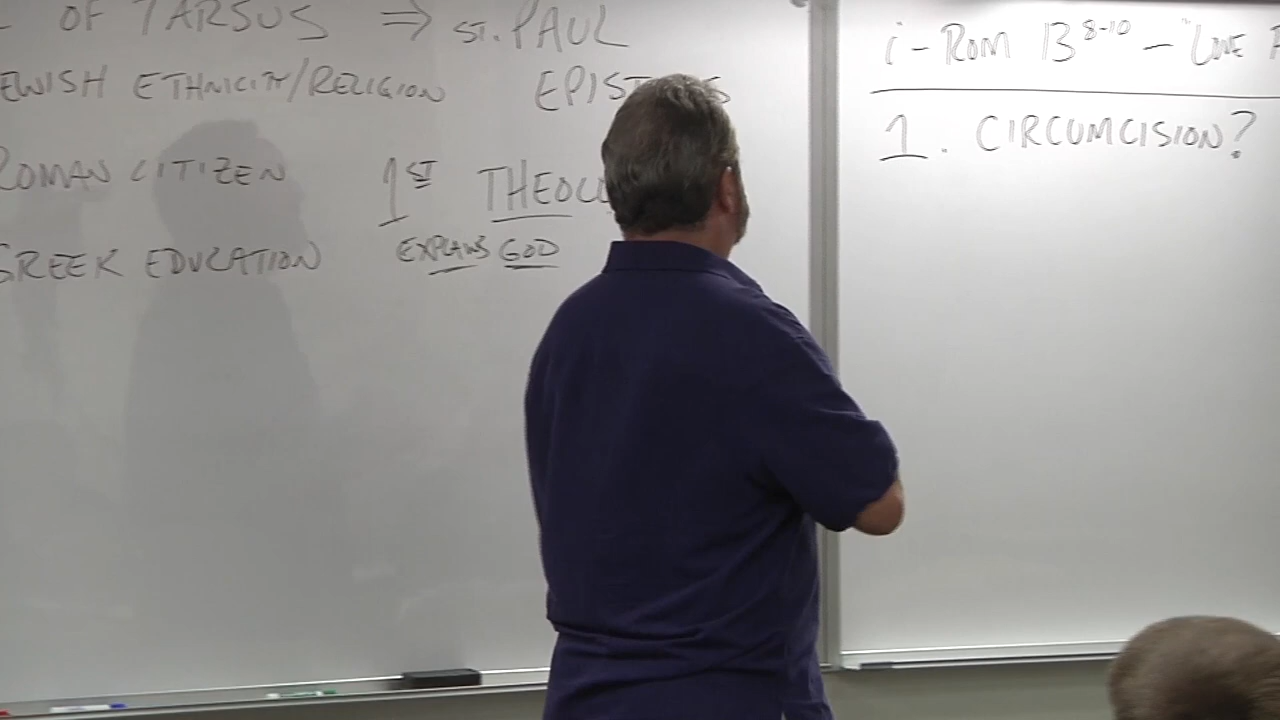 OF TARSUS ⇒ ST. PAUL
EWISH ETHNICITY/RELIGION EPIST S
ROMAN CITIZEN 1ST THEOLO
GREEK EDUCATION EXPLAINS GOD
i - ROM 13 8-10 - "LOVE
1. CIRCUMCISION?